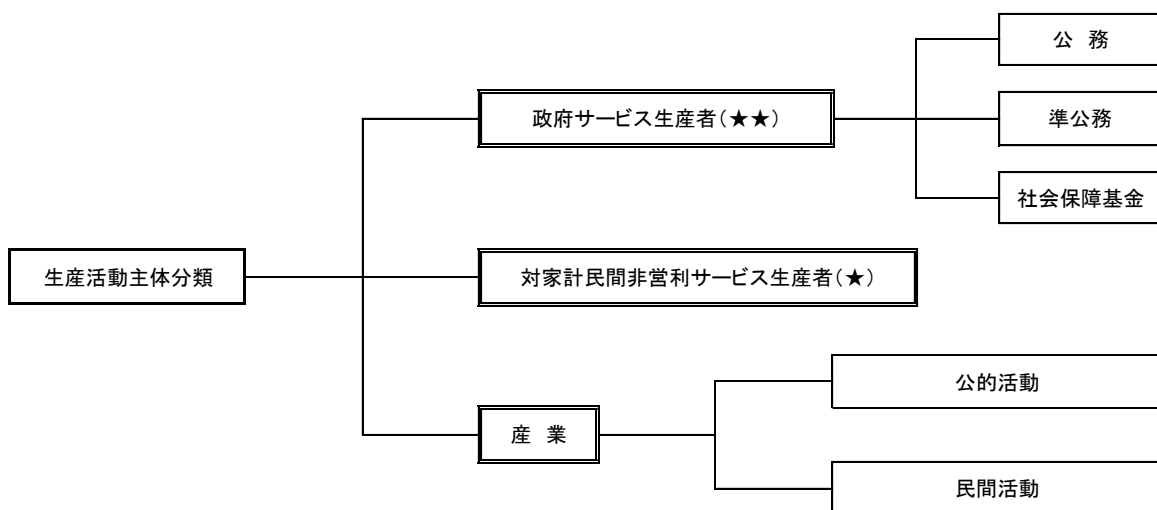 公 務
政府サービス生産者(★★)
準公務
社会保障基金
生産活動主体分類
対家計民間非営利サービス生産者(★)
公的活動
産 業
民間活動